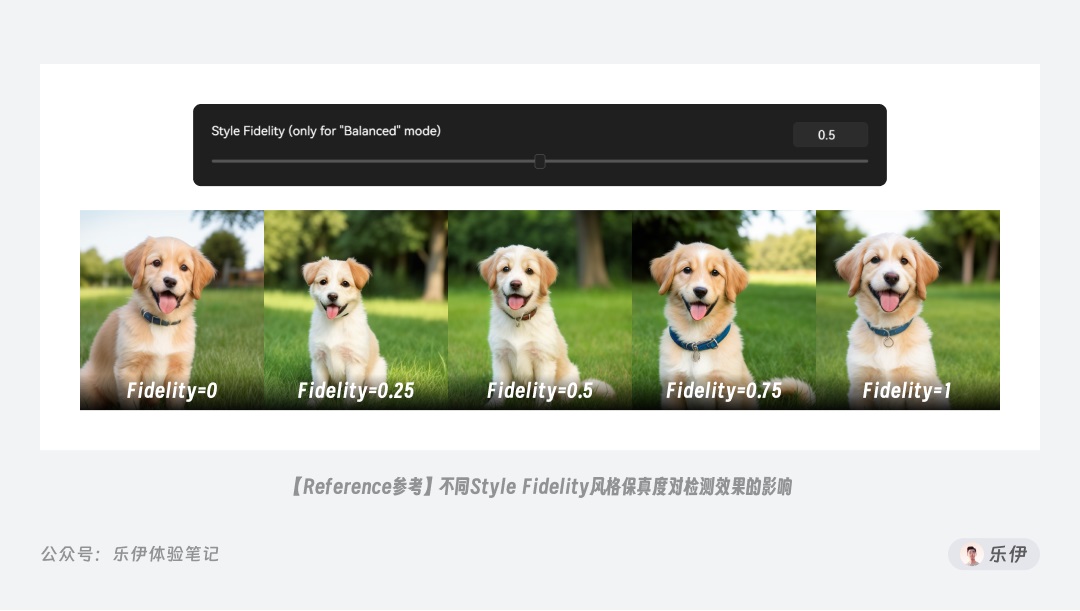 Style Fidelity (only for "Balanced" mode)
0.5
Fidelity=0
Fidelity=0.25
Fidelity=0.5
Fidelity=0.75
Fidelity=1
【Reference参考】不同Style Fidelity风格保真度对检测效果的影响
公众号：乐伊体验笔记
乐伊